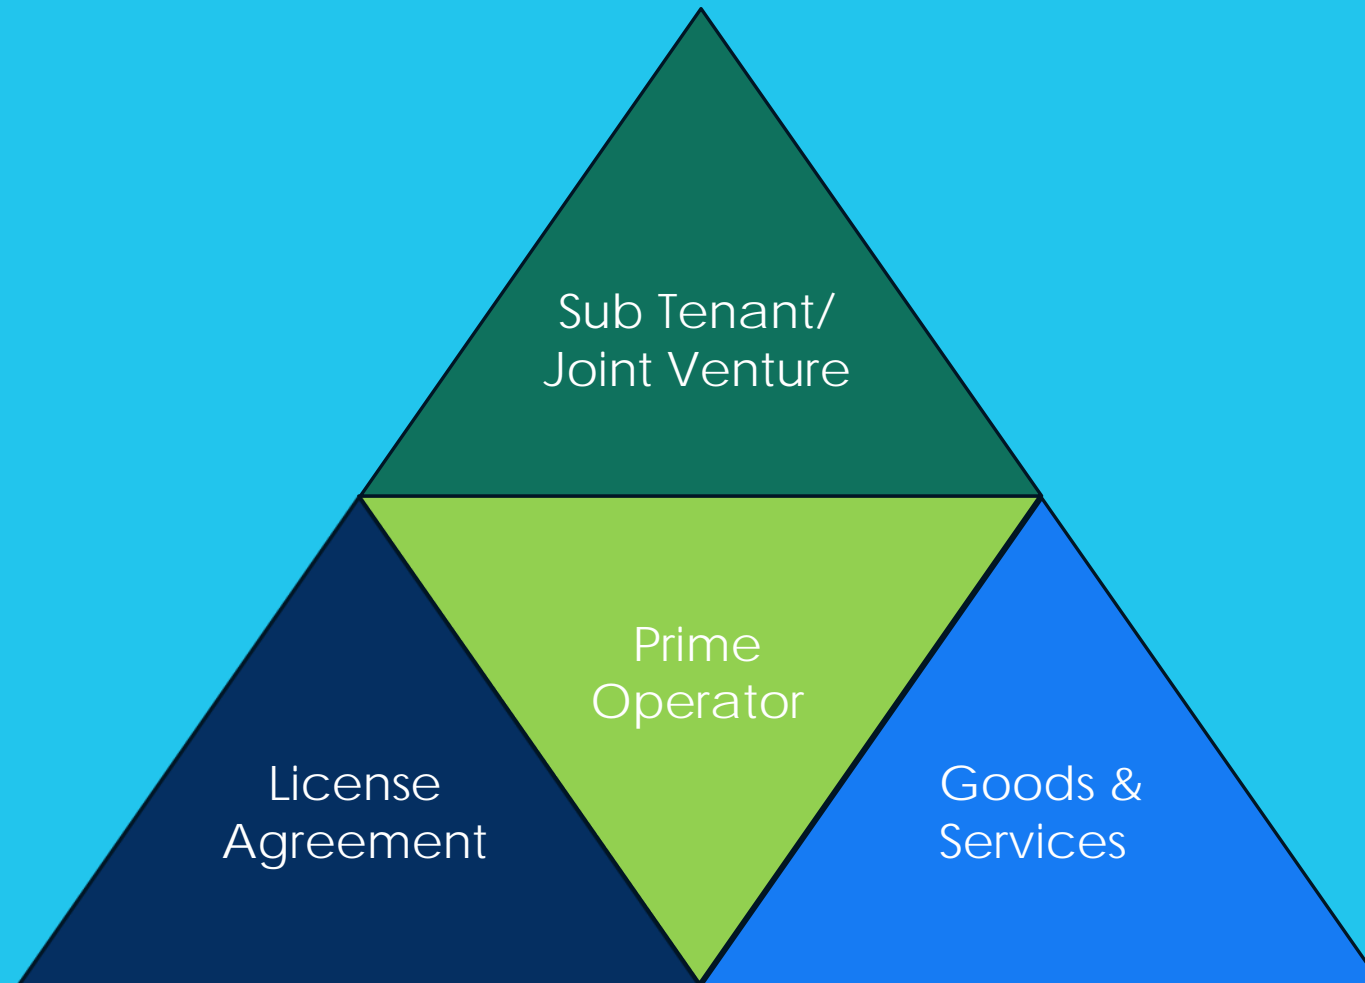 Sub Tenant/
Joint Venture
Prime
Operator
License
Agreement
Goods &
Services